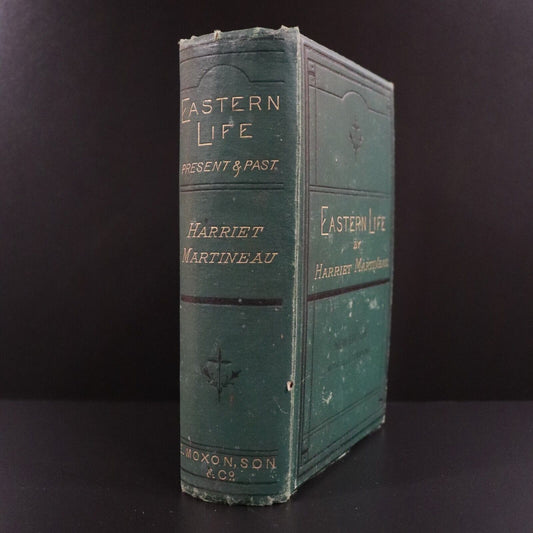 EASTERN
LIFE
PRESENT & PAST.
HARRIET
MARTINEAU
MOXON, SON
& Co.
EASTERN LIFE
BY
HARRIET MARTINEAU